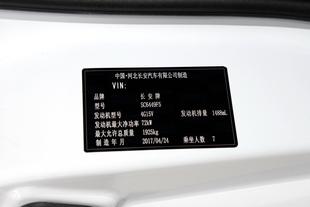 中国·河北长安汽车有限公司制造
VIN:
品牌 长安牌
型号 SC6449F5
发动机型号 4G15V 发动机排量 1488mL
发动机最大净功率 72kW
最大允许总质量 1925kg
制造年月 2017/04/24 乘坐人数 7